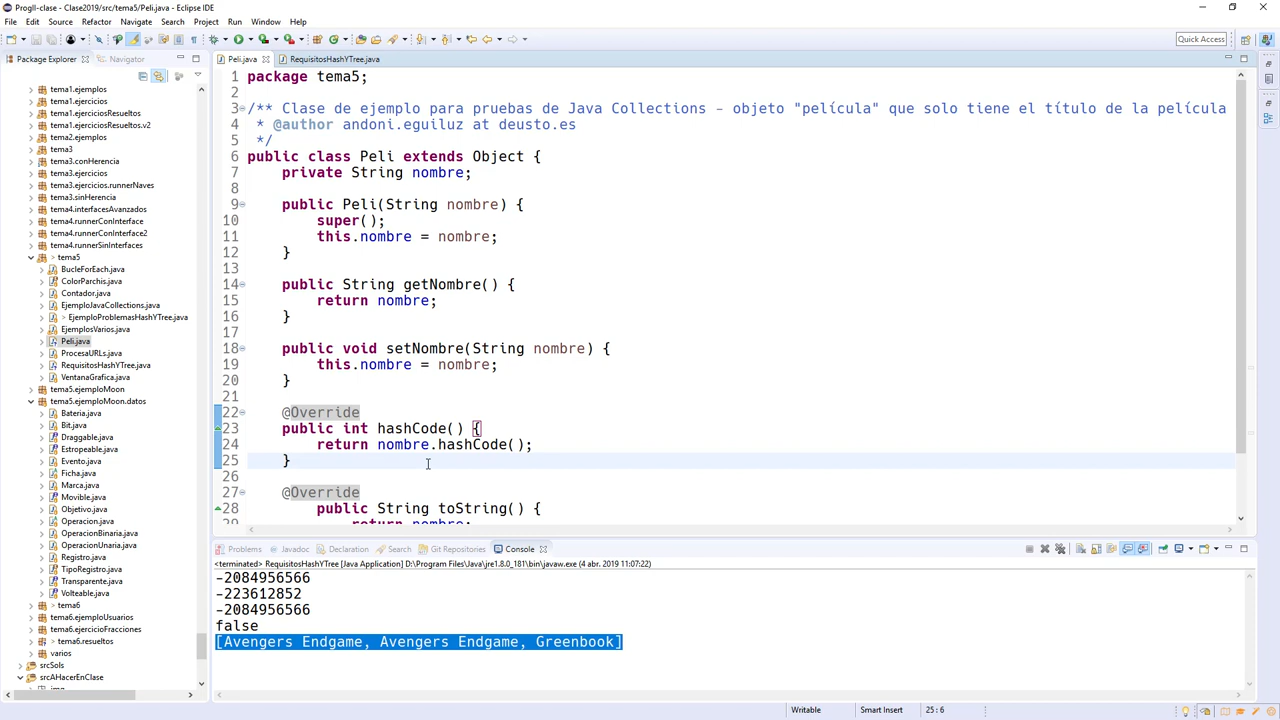 ProgII-clase - Clase2019/src/tema5/Peli.java - Eclipse IDE
File Edit Source Refactor Navigate Search Project Run Window Help
Quick Access
Package Explorer Navigator
tema1.ejemplos
tema1.ejercicios
tema1.ejerciciosResueltos
tema1.ejerciciosResueltos.v2
tema2.ejemplos
tema3
tema3.conHerencia
tema3.ejercicios
tema3.ejercicios.runnerNaves
tema3.sinHerencia
tema4.interfacesAvanzados
tema4.runnerConInterface
tema4.runnerConInterface2
tema4.runnerSinInterfaces
> tema5
BucleForEach.java
ColorParchis.java
Contador.java
EjemploJavaCollections.java
> EjemploProblemasHashYTree.java
EjemplosVarios.java
Peli.java
ProcesaURLs.java
RequisitosHashYTree.java
VentanaGrafica.java
tema5.ejemploMoon
tema5.ejemploMoon.datos
Bateria.java
Bit.java
Draggable.java
Estropeable.java
Evento.java
Ficha.java
Marca.java
Movible.java
Objetivo.java
Operacion.java
OperacionBinaria.java
OperacionUnaria.java
Registro.java
TipoRegistro.java
Transparente.java
Volteable.java
> tema6
tema6.ejemploUsuarios
tema6.ejercicioFracciones
> tema6.resueltos
varios
srcSols
srcAHacerEnClase
img
Peli.java RequisitosHashYTree.java
1 package tema5;
2
3 /** Clase de ejemplo para pruebas de Java Collections - objeto "película" que solo tiene el título de la película
4 * @author andoni.eguiluz at deusto.es
5 */
6 public class Peli extends Object {
7 private String nombre;
8
9 public Peli(String nombre) {
10 super();
11 this.nombre = nombre;
12 }
13
14 public String getNombre() {
15 return nombre;
16 }
17
18 public void setNombre(String nombre) {
19 this.nombre = nombre;
20 }
21
22 @Override
23 public int hashCode() {
24 return nombre.hashCode();
25 }
26
27 @Override
28 public String toString() {
29 return nombre;
Problems Javadoc Declaration Search Git Repositories Console
<terminated> RequisitosHashYTree [Java Application] D:\Program Files\Java\jre1.8.0_181\bin\javaw.exe (4 abr. 2019 11:07:22)
-2084956566
-223612852
-2084956566
false
[Avengers Endgame, Avengers Endgame, Greenbook]
Writable Smart Insert 25 : 6